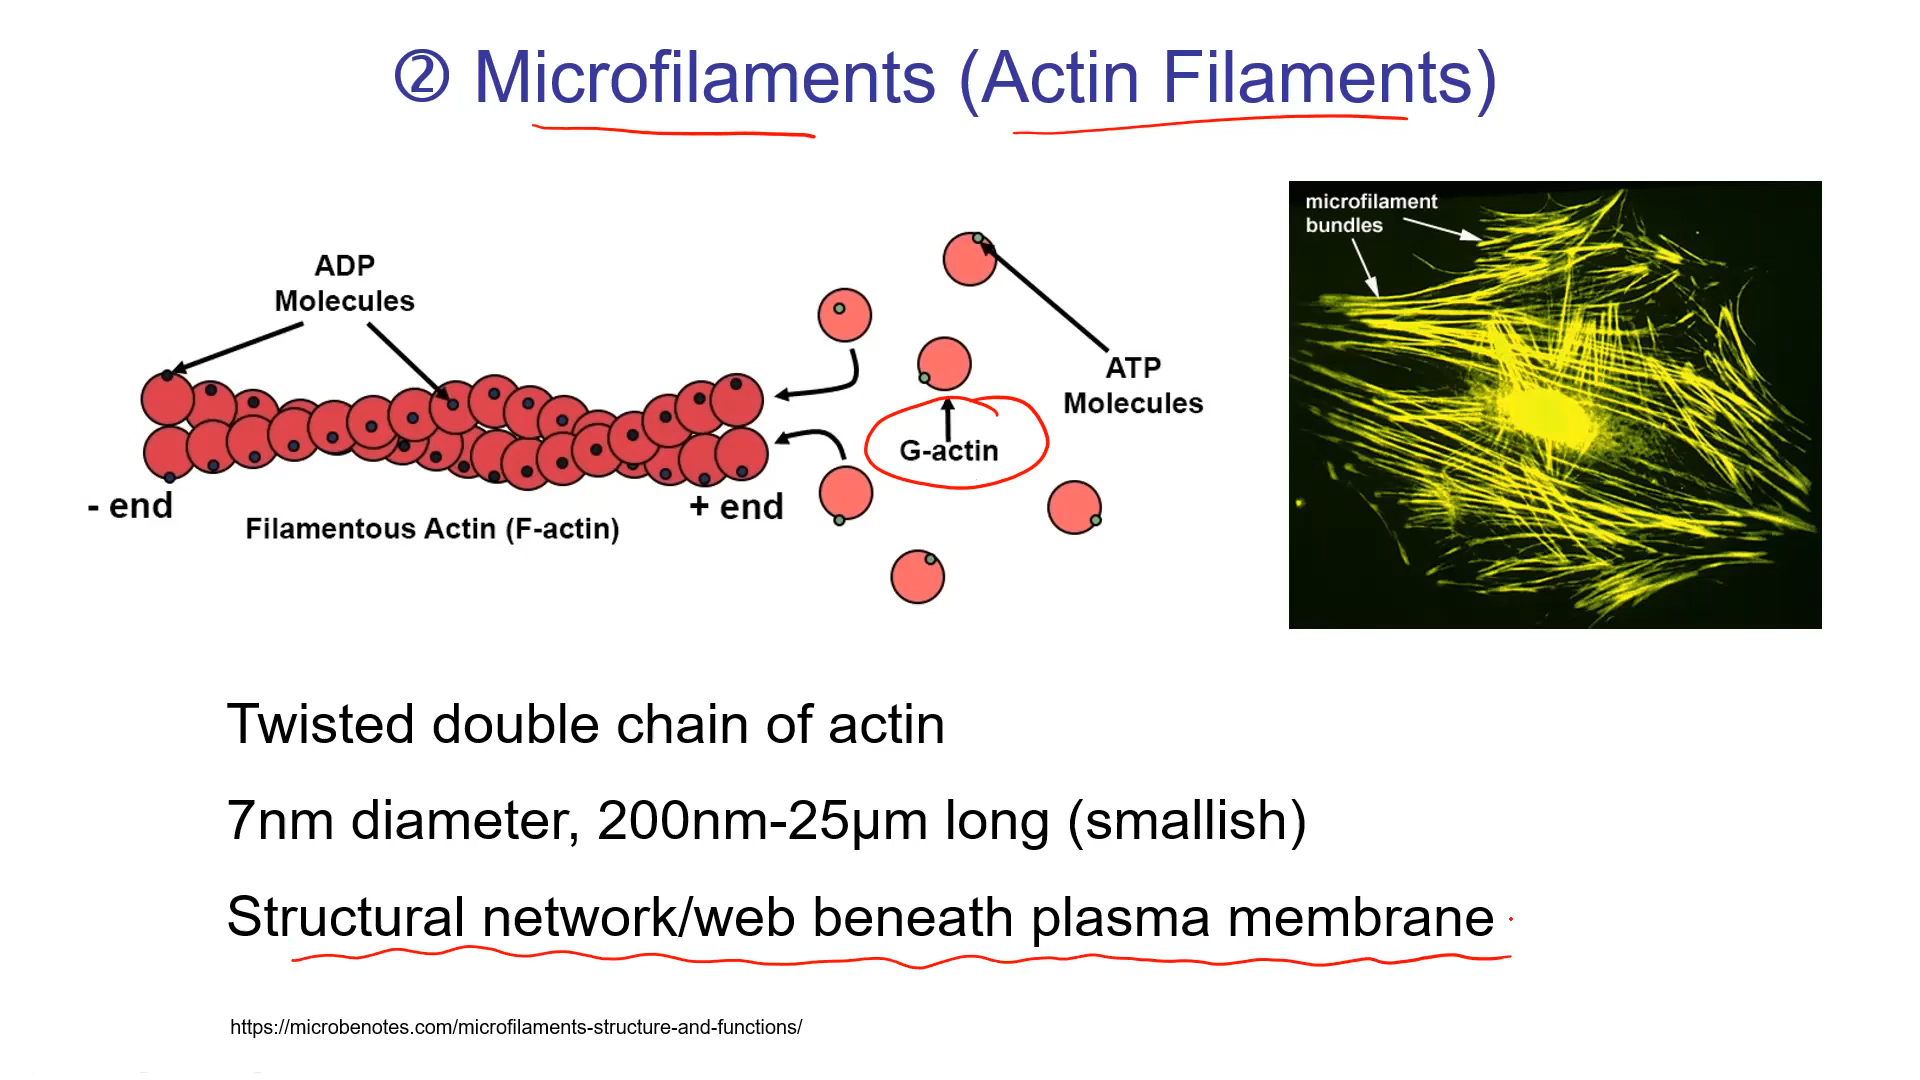 ② Microfilaments (Actin Filaments)
microfilament
bundles
ADP
Molecules
ATP
Molecules
G-actin
- end
+ end
Filamentous Actin (F-actin)
Twisted double chain of actin
7nm diameter, 200nm-25µm long (smallish)
Structural network/web beneath plasma membrane
https://microbenotes.com/microfilaments-structure-and-functions/